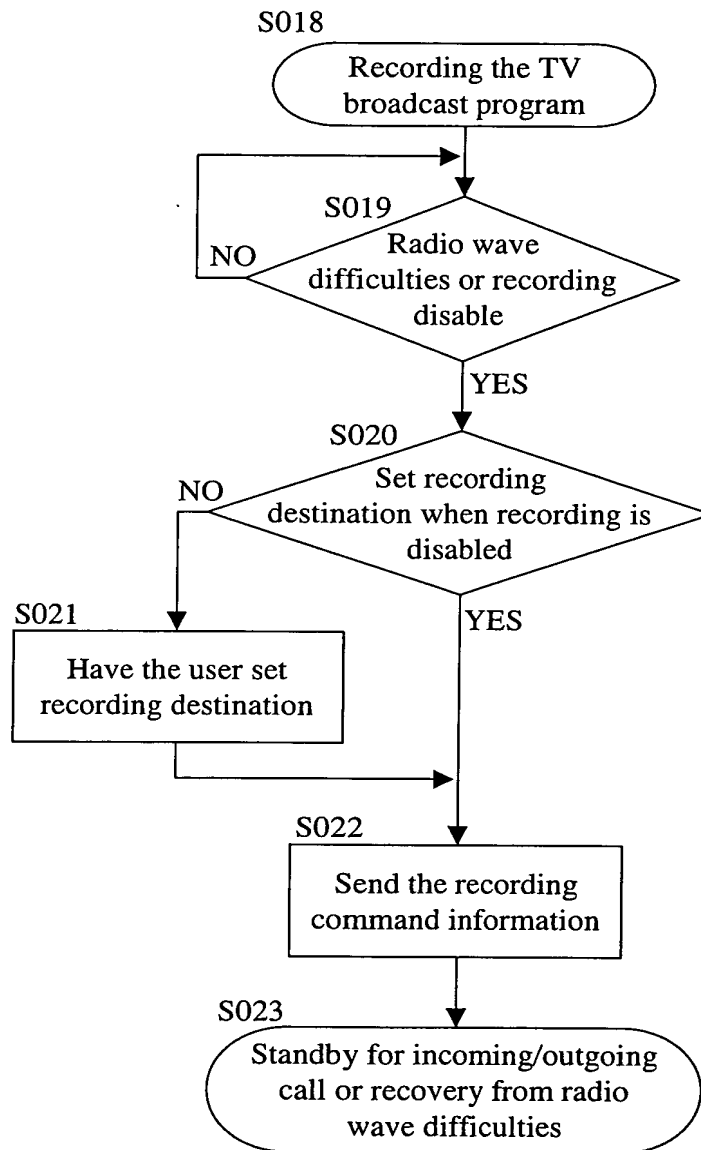 S018
Recording the TV
broadcast program
S019
NO
Radio wave
difficulties or recording
disable
YES
S020
NO
Set recording
destination when recording is
disabled
YES
S021
Have the user set
recording destination
S022
Send the recording
command information
S023
Standby for incoming/outgoing
call or recovery from radio
wave difficulties